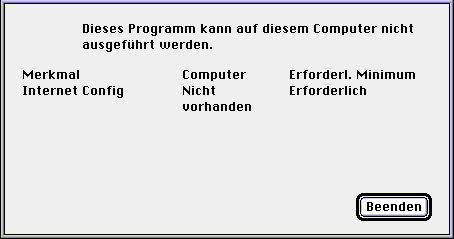 Dieses Programm kann auf diesem Computer nicht
ausgeführt werden.
Merkmal Computer Erforderl. Minimum
Internet Config Nicht Erforderlich
vorhanden
Beenden